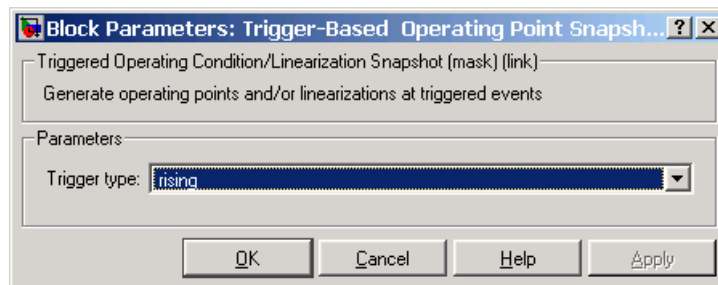 Block Parameters: Trigger-Based Operating Point Snapsh... ? ×
Triggered Operating Condition/Linearization Snapshot (mask) (link)
Generate operating points and/or linearizations at triggered events
Parameters
Trigger type: rising
OK Cancel Help Apply